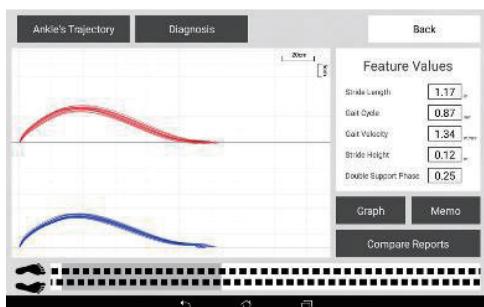 Ankle's Trajectory
Diagnosis
Back
20cm
Feature Values
Stride Length 1.17
Gait Cycle 0.87
Gait Velocity 1.34
Stride Height 0.12
Double Support Phase 0.25
Graph
Memo
Compare Reports